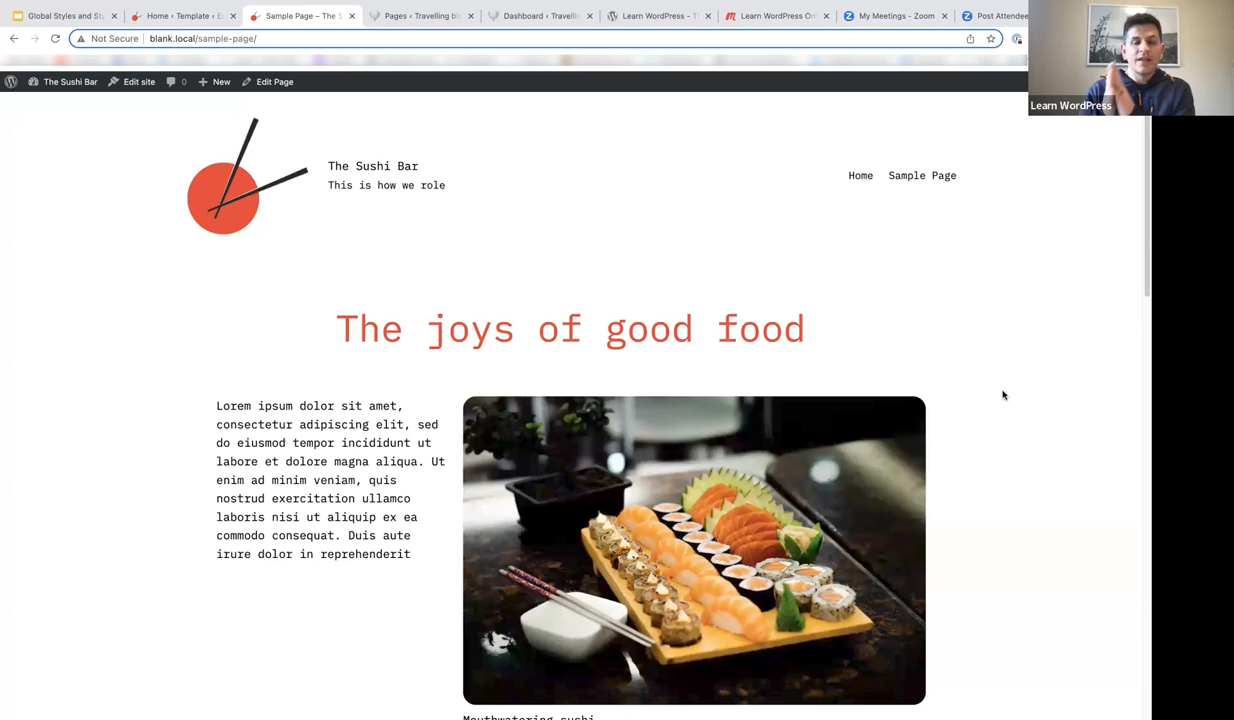 Global Styles and Sty
Home ‹ Template ‹ E
Sample Page – The S
Pages ‹ Travelling bl
Dashboard ‹ Travelli
Learn WordPress - T
Learn WordPress On
My Meetings - Zoom
Post Attendee
Not Secure
blank.local/sample-page/
The Sushi Bar
Edit site
0
New
Edit Page
Learn WordPress
The Sushi Bar
This is how we role
Home
Sample Page
The joys of good food
Lorem ipsum dolor sit amet,
consectetur adipiscing elit, sed
do eiusmod tempor incididunt ut
labore et dolore magna aliqua. Ut
enim ad minim veniam, quis
nostrud exercitation ullamco
laboris nisi ut aliquip ex ea
commodo consequat. Duis aute
irure dolor in reprehenderit
Mouthwatering sushi